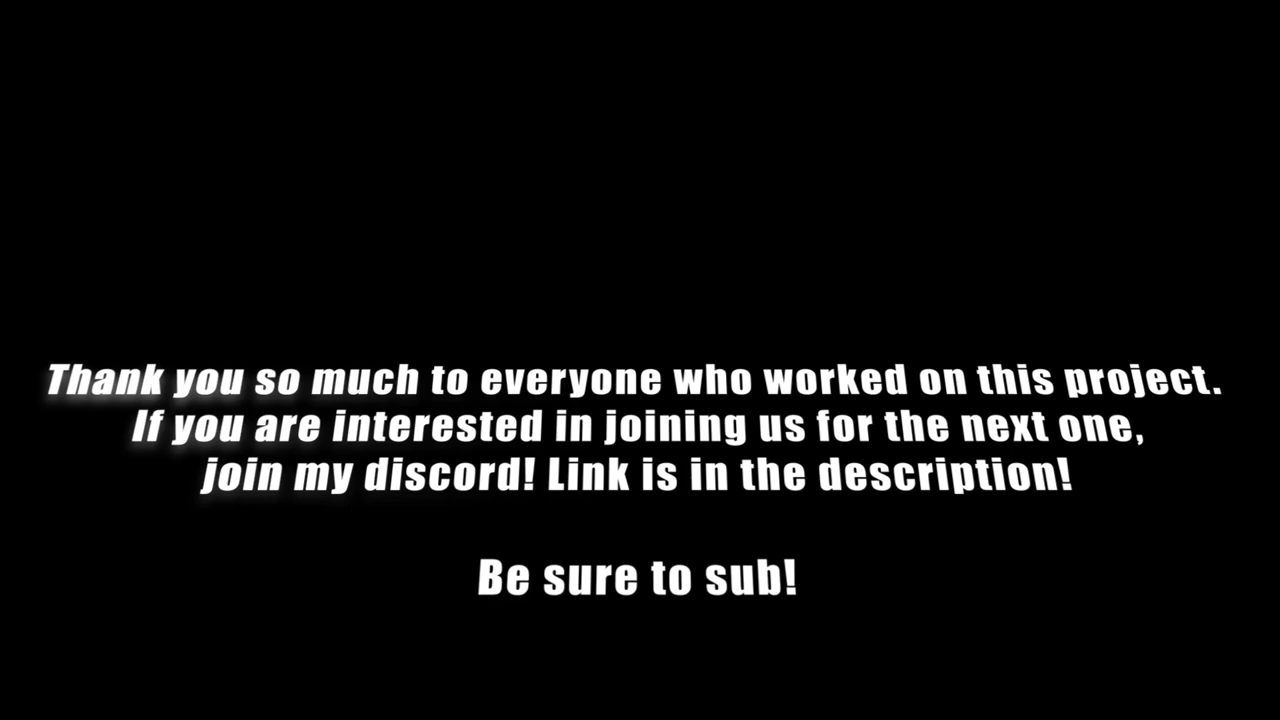 Thank you so much to everyone who worked on this project.
If you are interested in joining us for the next one,
join my discord! Link is in the description!
Be sure to sub!